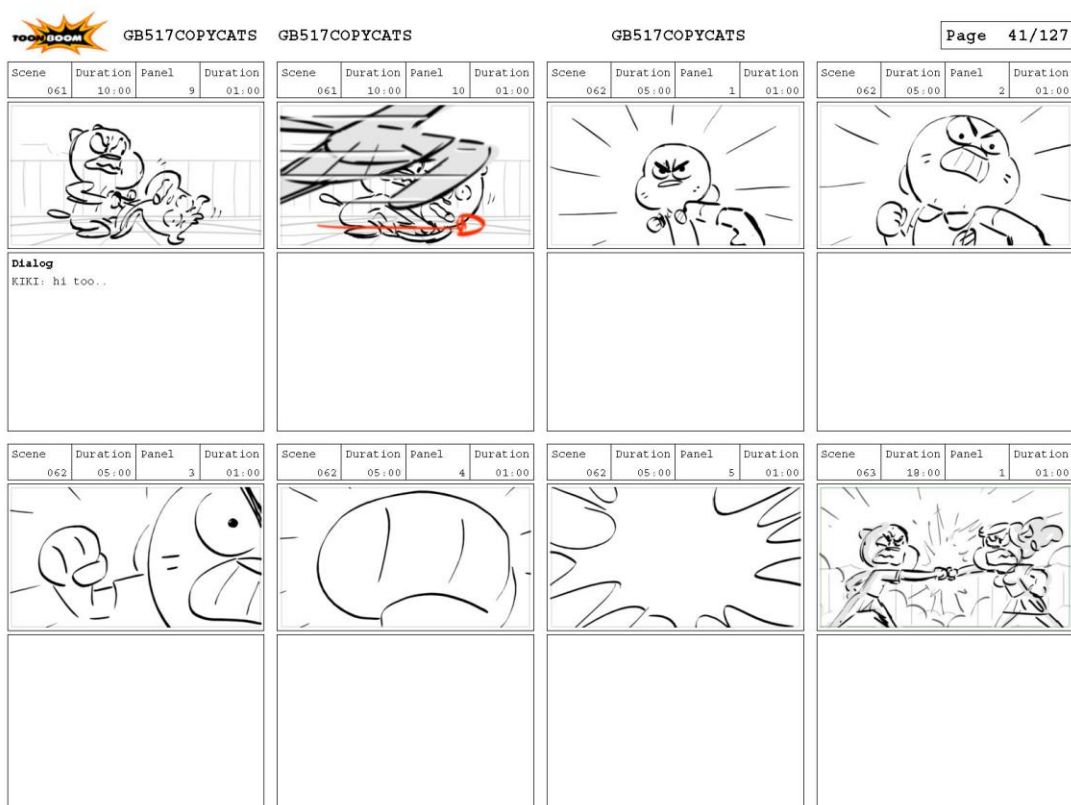 TOON BOOM GB517COPYCATS GB517COPYCATS GB517COPYCATS Page 41/127
Scene Duration Panel Duration Scene Duration Panel Duration Scene Duration Panel Duration Scene Duration Panel Duration
061 10:00 9 01:00 061 10:00 10 01:00 062 05:00 1 01:00 062 05:00 2 01:00
Dialog
KIKI: hi too..
Scene Duration Panel Duration Scene Duration Panel Duration Scene Duration Panel Duration Scene Duration Panel Duration
062 05:00 3 01:00 062 05:00 4 01:00 062 05:00 5 01:00 063 18:00 1 01:00